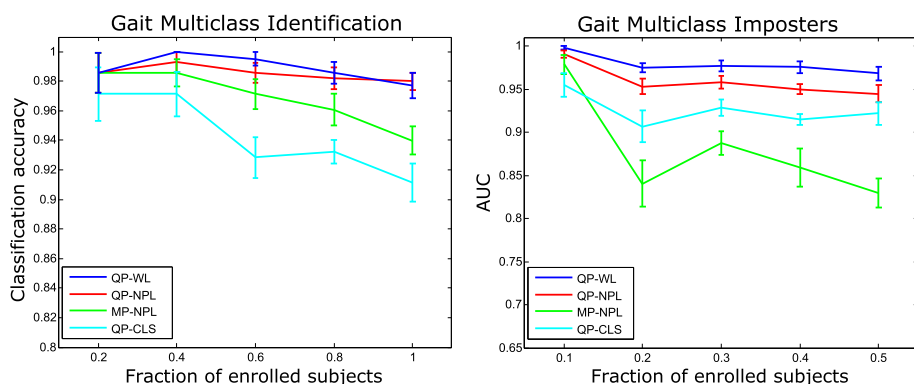 Gait Multiclass Identification
Classification accuracy
1
0.98
0.96
0.94
0.92
0.9
0.88
0.86
0.84
0.82
0.8
QP-WL
QP-NPL
MP-NPL
QP-CLS
0.2
0.4
0.6
0.8
1
Fraction of enrolled subjects
Gait Multiclass Imposters
AUC
1
0.95
0.9
0.85
0.8
0.75
0.7
0.65
QP-WL
QP-NPL
MP-NPL
QP-CLS
0.1
0.2
0.3
0.4
0.5
Fraction of enrolled subjects